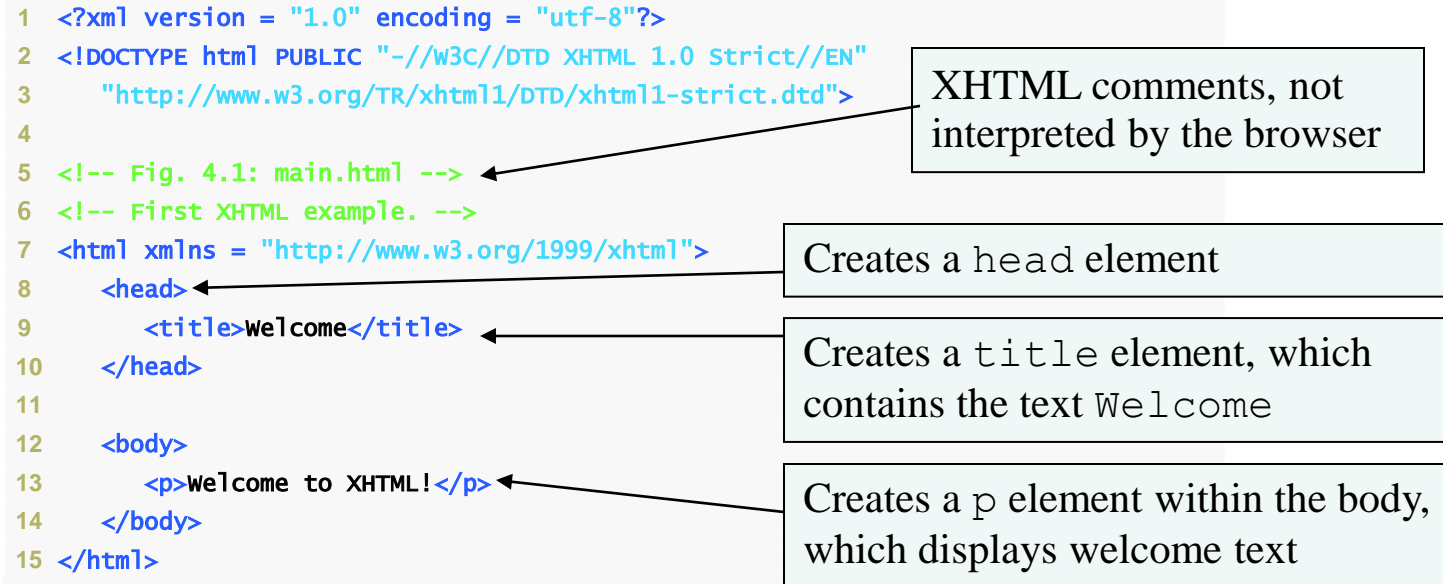 1 <?xml version = "1.0" encoding = "utf-8"?>
2 <!DOCTYPE html PUBLIC "-//W3C//DTD XHTML 1.0 Strict//EN"
3 "http://www.w3.org/TR/xhtml1/DTD/xhtml1-strict.dtd">
4
5 <!-- Fig. 4.1: main.html -->
6 <!-- First XHTML example. -->
7 <html xmlns = "http://www.w3.org/1999/xhtml">
8 <head>
9 <title>Welcome</title>
10 </head>
11
12 <body>
13 <p>Welcome to XHTML!</p>
14 </body>
15 </html>
XHTML comments, not
interpreted by the browser
Creates a head element
Creates a title element, which
contains the text Welcome
Creates a p element within the body,
which displays welcome text